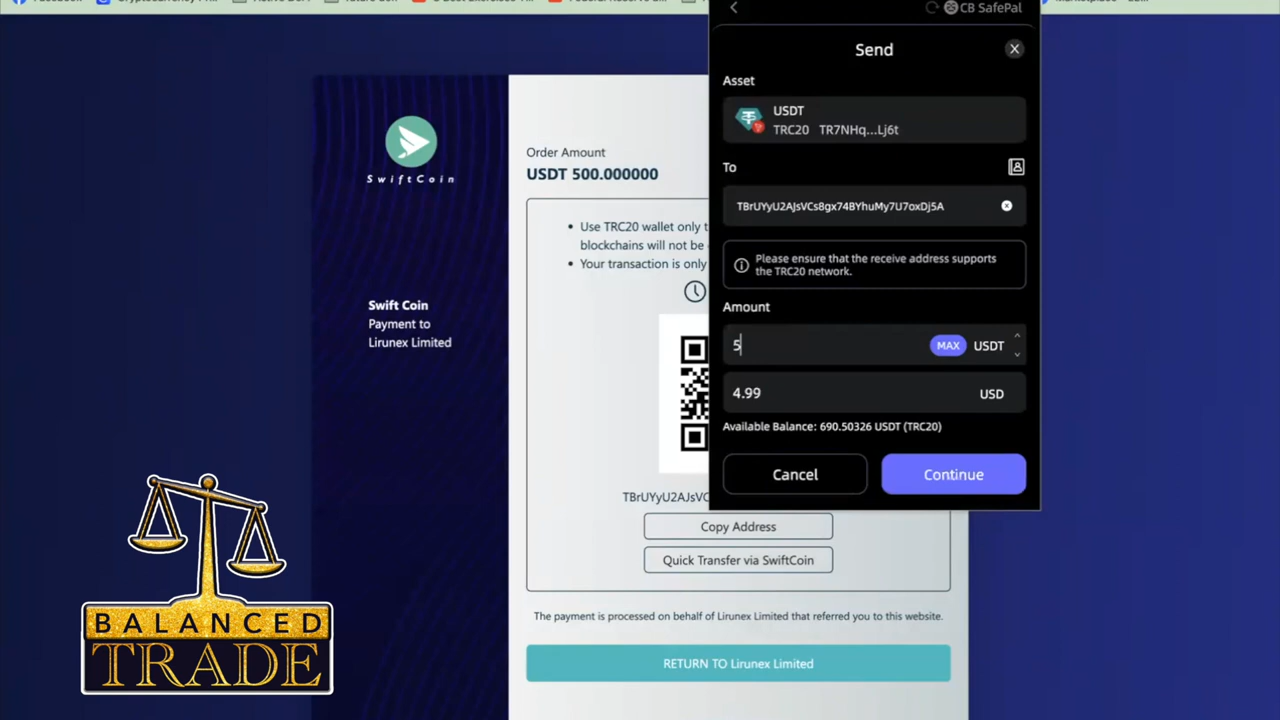 CB SafePal
Send
Asset
USDT
TRC20 TR7NHq...Lj6t
To
TBrUYyU2AJsVCs8gx74BYhuMy7U7oxDj5A
Please ensure that the receive address supports
the TRC20 network.
Amount
5
MAX USDT
4.99 USD
Available Balance: 690.50326 USDT (TRC20)
Cancel
Continue
SwiftCoin
Swift Coin
Payment to
Lirunex Limited
Order Amount
USDT 500.000000
• Use TRC20 wallet only
blockchains will not be
• Your transaction is only
TBrUYyU2AJsVC
Copy Address
Quick Transfer via SwiftCoin
The payment is processed on behalf of Lirunex Limited that referred you to this website.
RETURN TO Lirunex Limited
BALANCED
TRADE